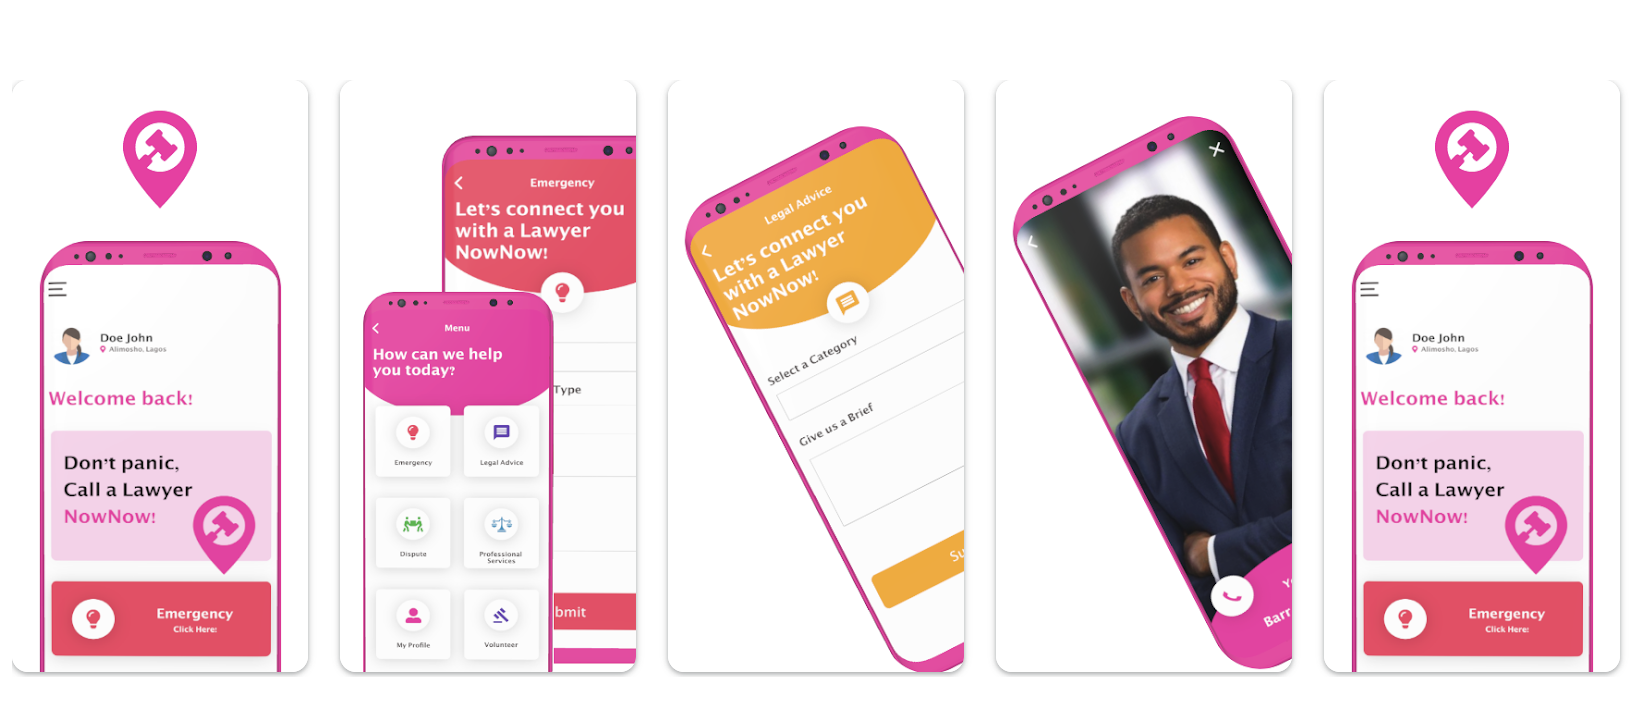 Doe John
Alimosho, Lagos
Welcome back!
Don't panic,
Call a Lawyer
NowNow!
Emergency
Click Here:
Emergency
Let's connect you
with a Lawyer
NowNow!
Type
bmit
Menu
How can we help
you today?
Emergency
Legal Advice
Dispute
Professional
Services
My Profile
Volunteer
Legal Advice
Let's connect you
with a Lawyer
NowNow!
Select a Category
Give us a Brief
Su
Y
Barr
Doe John
Alimosho, Lagos
Welcome back!
Don't panic,
Call a Lawyer
NowNow!
Emergency
Click Here: